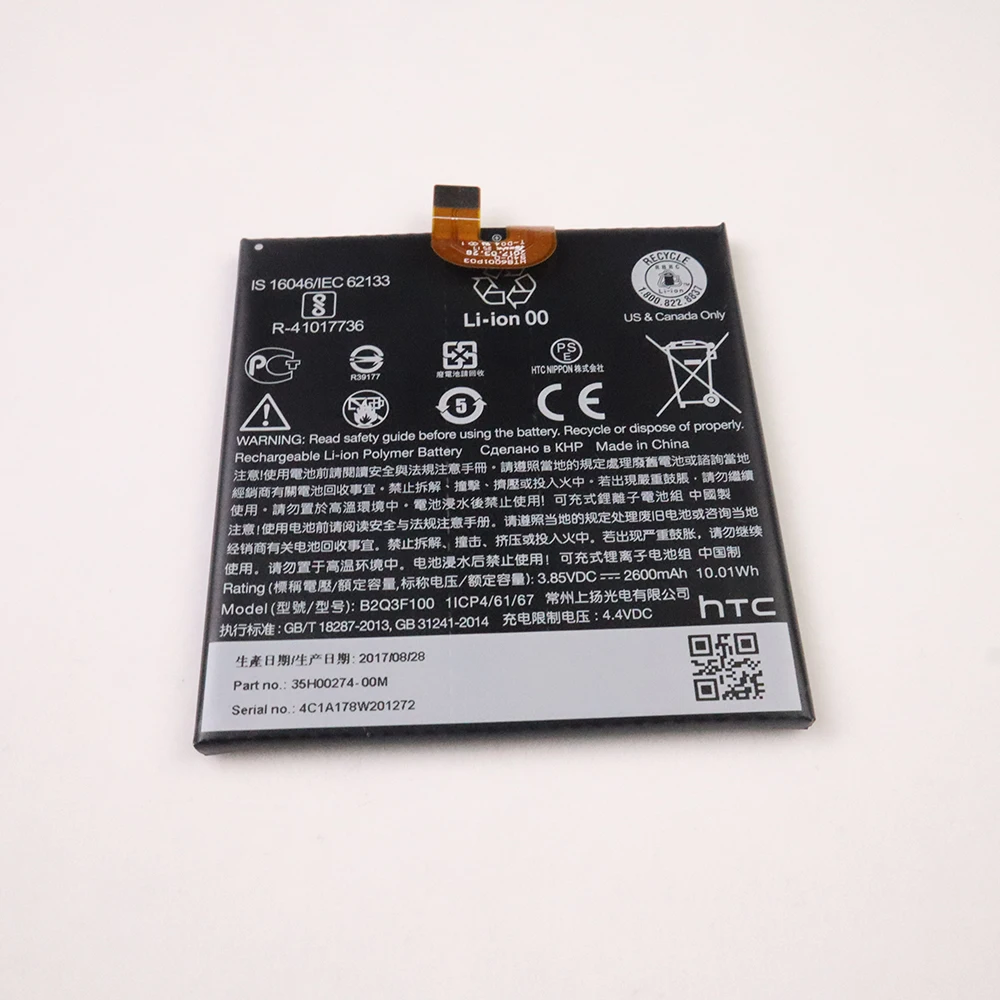 IS 16046/IEC 62133
R-41017736
Li-ion 00
RECYCLE
Li-ion
1.800.822.8837
US & Canada Only
PCT
R39177
廢電池請回收
PSE
HTC NIPPON 株式会社
5
CE
WARNING: Read safety guide before using the battery. Recycle or dispose of properly.
Rechargeable Li-ion Polymer Battery Сделано в КНР Made in China
注意!使用電池前請閱讀安全與法規注意手冊,請遵照當地的規定處理廢舊電池或諮詢當地
經銷商有關電池回收事宜,禁止拆解、撞擊、擠壓或投入火中。若出現嚴重鼓脹,請勿繼續
使用。請勿置於高溫環境中。電池浸水後禁止使用! 可充式鋰離子電池組 中國製
注意!使用电池前请阅读安全与法规注意手册,请遵照当地的规定处理废旧电池或咨询当地
经销商有关电池回收事宜,禁止拆解、撞击、挤压或投入火中。若出现严重鼓胀,请勿继续
使用。请勿置于高温环境中。电池浸水后禁止使用! 可充式锂离子电池组 中国制
Rating (標稱電壓/額定容量,标称电压/额定容量): 3.85VDC ⎓ 2600mAh 10.01Wh
Model (型號/型号): B2Q3F100 1ICP4/61/67 常州上扬光电有限公司
执行标准: GB/T 18287-2013, GB 31241-2014 充电限制电压: 4.4VDC
hTC
生產日期/生产日期: 2017/08/28
Part no.: 35H00274-00M
Serial no.: 4C1A178W201272